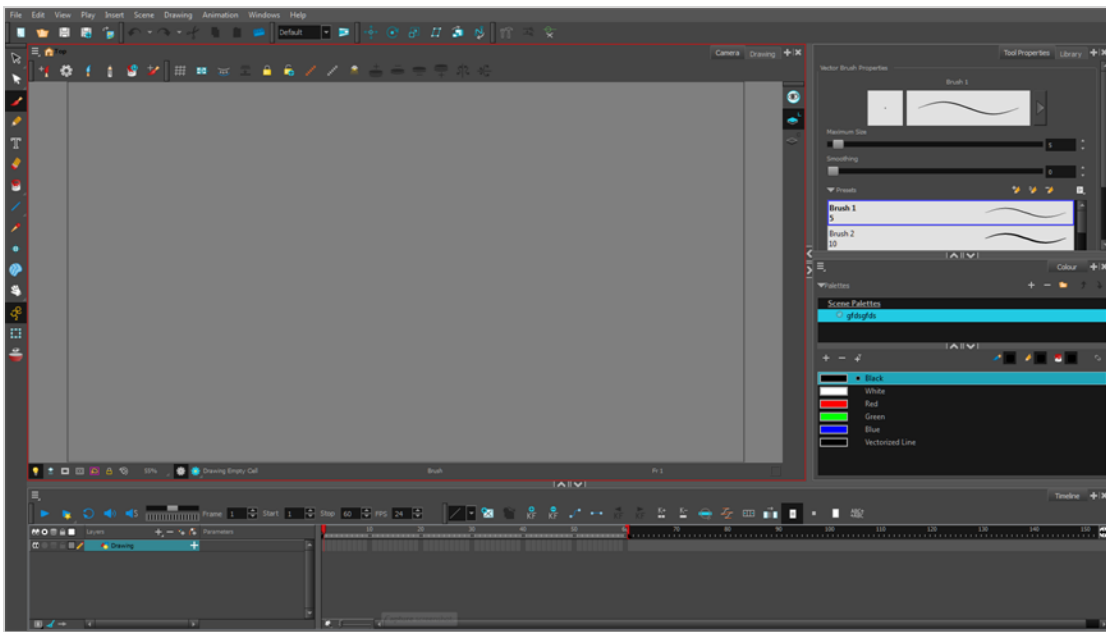 File Edit View Play Insert Scene Drawing Animation Windows Help
Default
Top
Camera Drawing
Tool Properties Library
Vector Brush Properties
Brush 1
Maximum Size
5
Smoothing
0
Presets
Brush 1
5
Brush 2
10
Colour
Palettes
Scene Palettes
gfdsgfds
Black
White
Red
Green
Blue
Vectorized Line
50% Drawing Empty Cell Brush Fr 1
Timeline
Frame 1 Start 1 Stop 60 FPS 24
Layers Parameters
10 20 30 40 50 60 70 80 90 100 110 120 130 140 150
Drawing